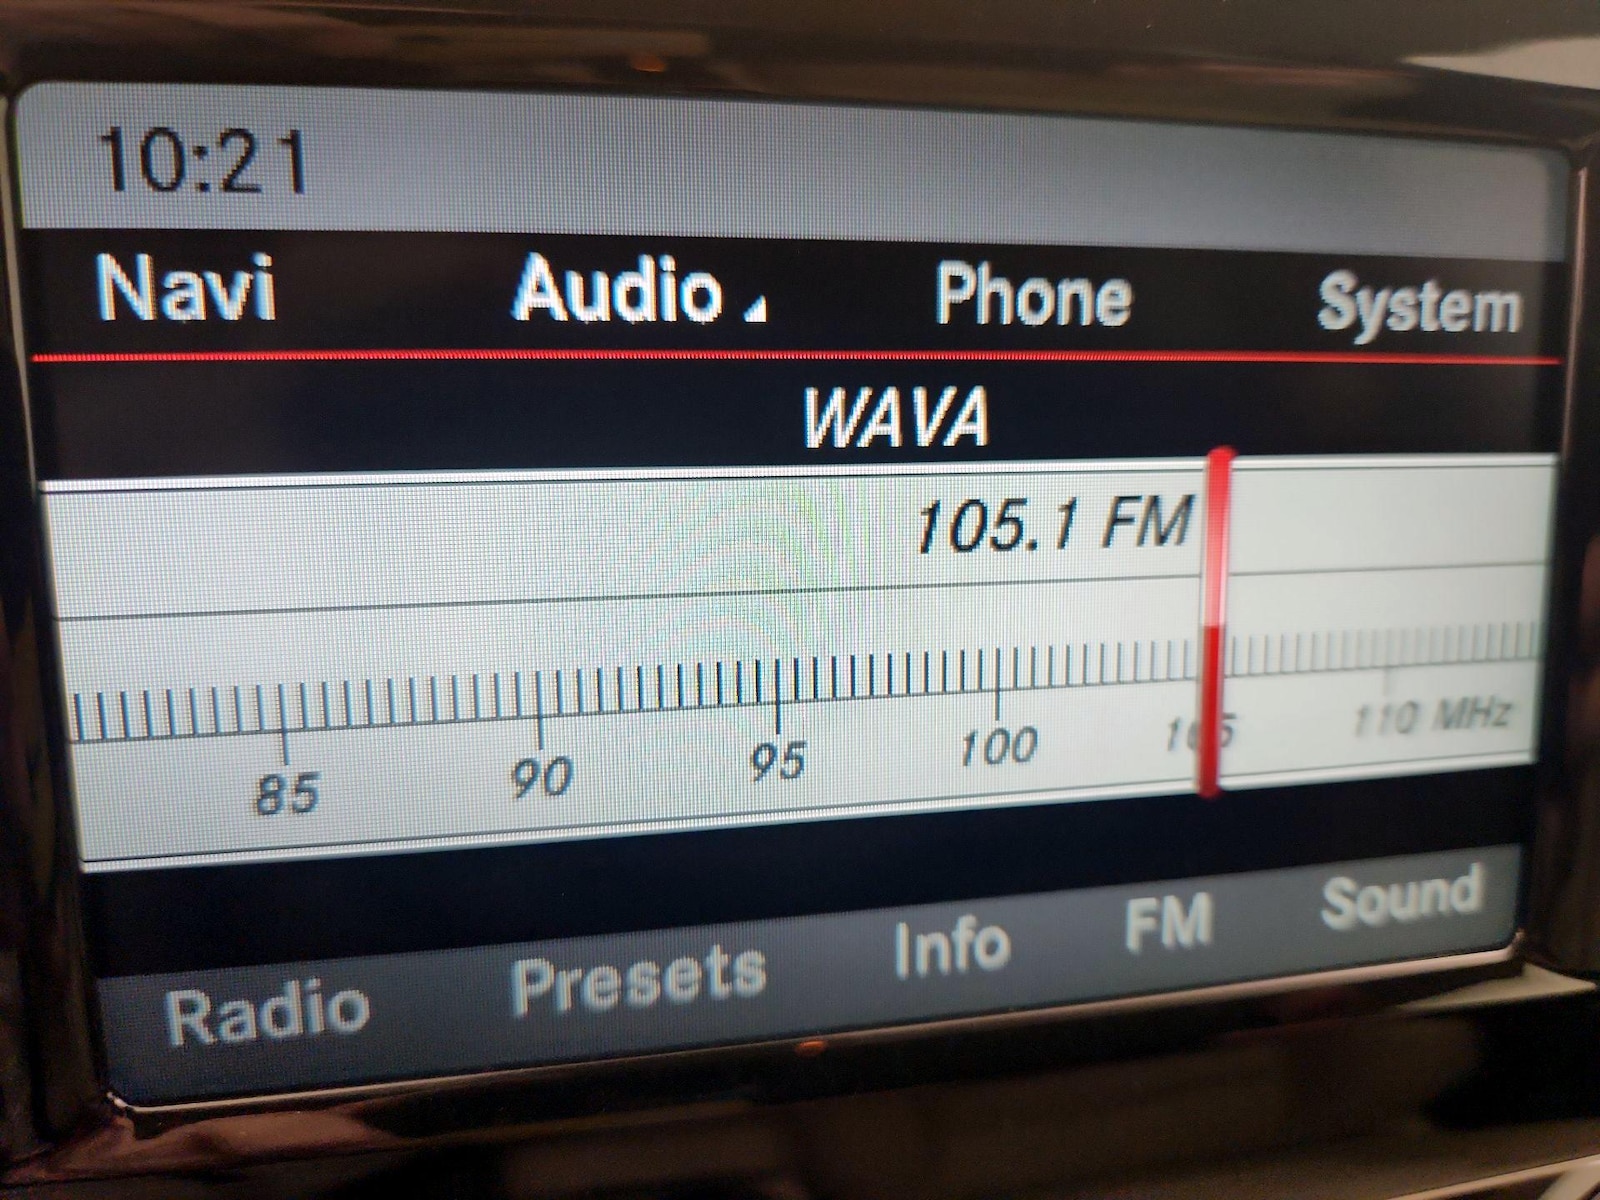 10:21
Navi Audio Phone System
WAVA
105.1 FM
85 90 95 100 105 110 MHz
Radio Presets Info FM Sound